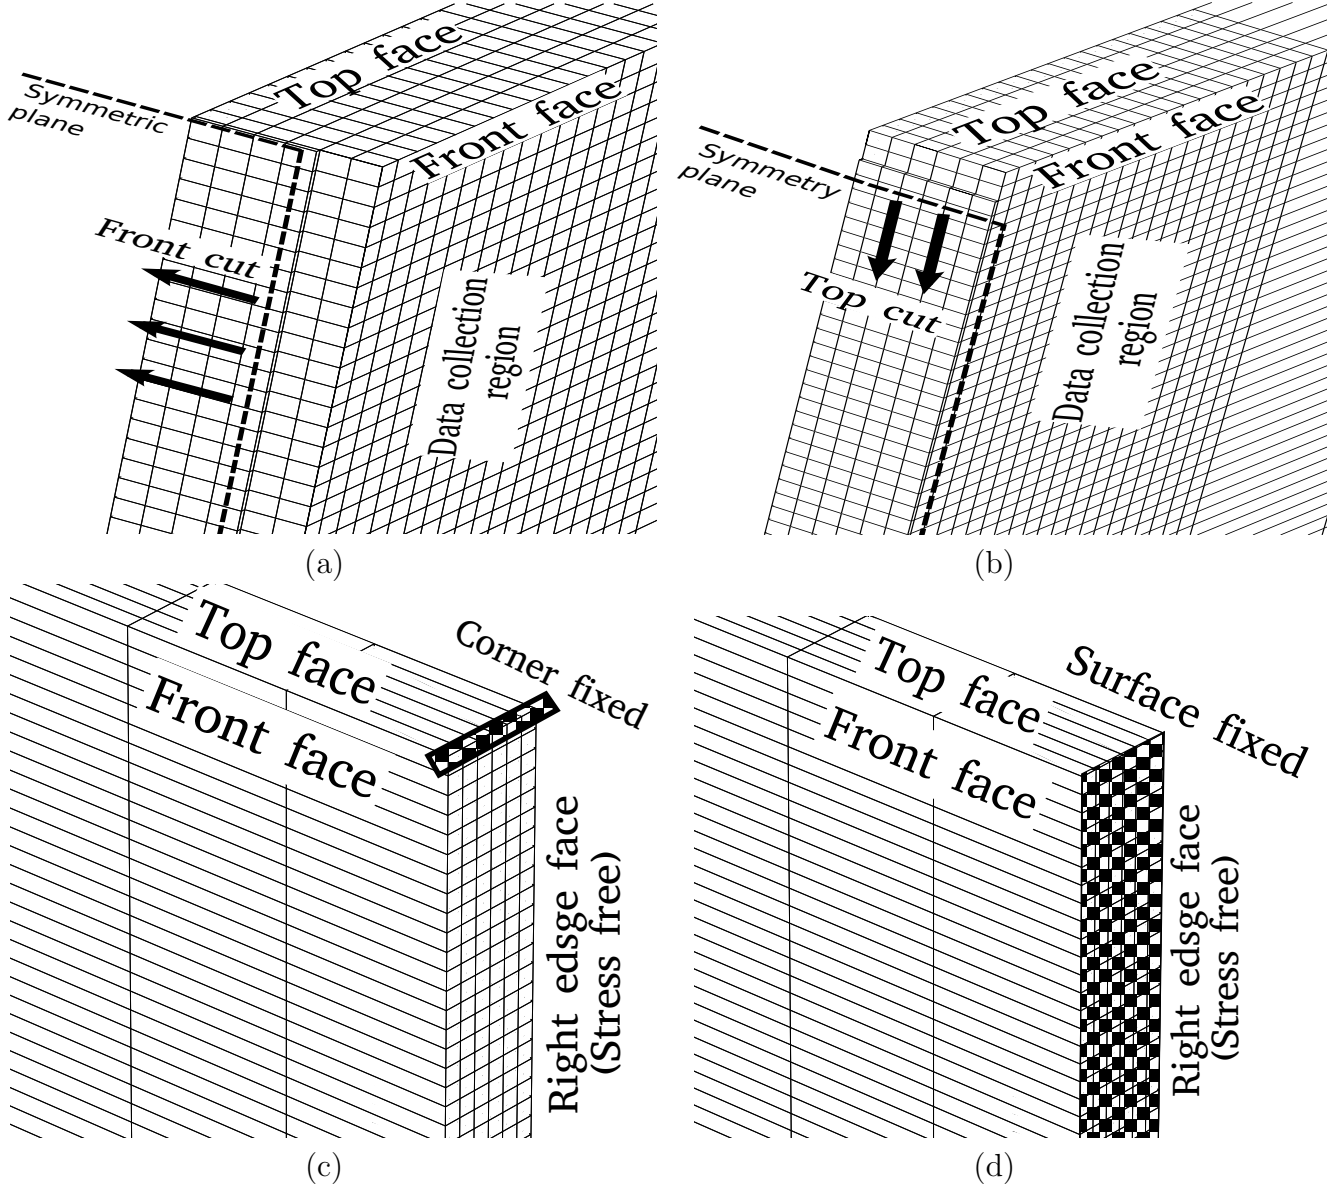 Top face
Symmetric
plane
Front face
Front cut
Data collection
region
(a)
Top face
Symmetry
plane
Front face
Top cut
Data collection
region
(b)
Top face
Corner fixed
Front face
Right edsge face
(Stress free)
(c)
Top face
Surface fixed
Front face
Right edsge face
(Stress free)
(d)